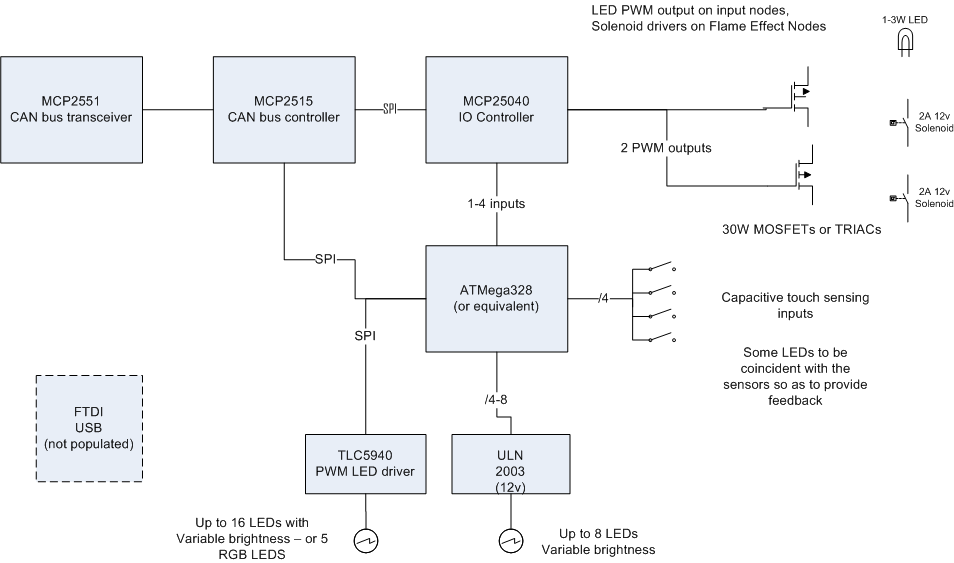 LED PWM output on input nodes,
Solenoid drivers on Flame Effect Nodes
1-3W LED
MCP2551
CAN bus transceiver
MCP2515
CAN bus controller
SPI
MCP25040
IO Controller
2A 12v
Solenoid
2 PWM outputs
1-4 inputs
2A 12v
Solenoid
30W MOSFETs or TRIACs
SPI
ATMega328
(or equivalent)
/4
Capacitive touch sensing
inputs
SPI
Some LEDs to be
coincident with the
sensors so as to provide
feedback
/4-8
FTDI
USB
(not populated)
TLC5940
PWM LED driver
ULN
2003
(12v)
Up to 16 LEDs with
Variable brightness – or 5
RGB LEDS
Up to 8 LEDs
Variable brightness